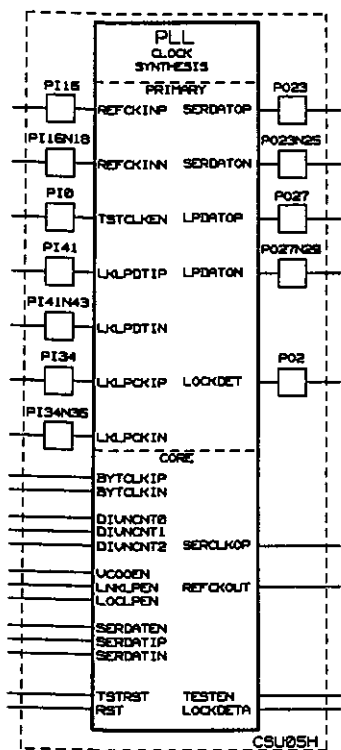 PLL
CLOCK
SYNTHESIS
PRIMARY
PI15 REFCKINP SERDATOP PO23
PI16N18 REFCKINN SERDATON PO23N25
PI0 TSTCLKEN LPDATOP PO27
PI41 LKLPDTIP LPDATON PO27N29
PI41N43 LKLPDTIN
PI34 LKLPCKIP LOCKDET PO2
PI34N36 LKLPCKIN
CORE
BYTCLKIP
BYTCLKIN
DIVNCNT0
DIVNCNT1
DIVNCNT2 SERCLKOP
VCOOEN
LNKLPEN REFCKOUT
LOCLPEN
SERDATEN
SERDATIP
SERDATIN
TSTRST TESTEN
RST LOCKDETA
CSU05H